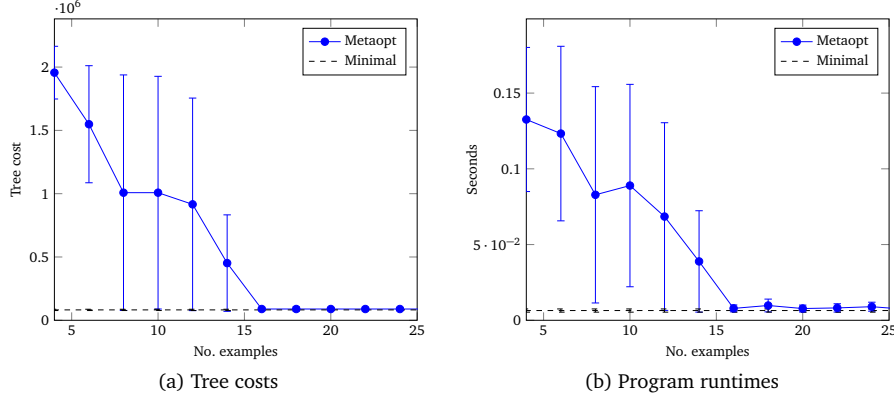 ·10⁶
Metaopt
Minimal
2
1.5
1
0.5
0
Tree cost
5
10
15
20
25
No. examples
(a) Tree costs
Metaopt
Minimal
0.15
0.1
5 · 10⁻²
0
Seconds
5
10
15
20
25
No. examples
(b) Program runtimes